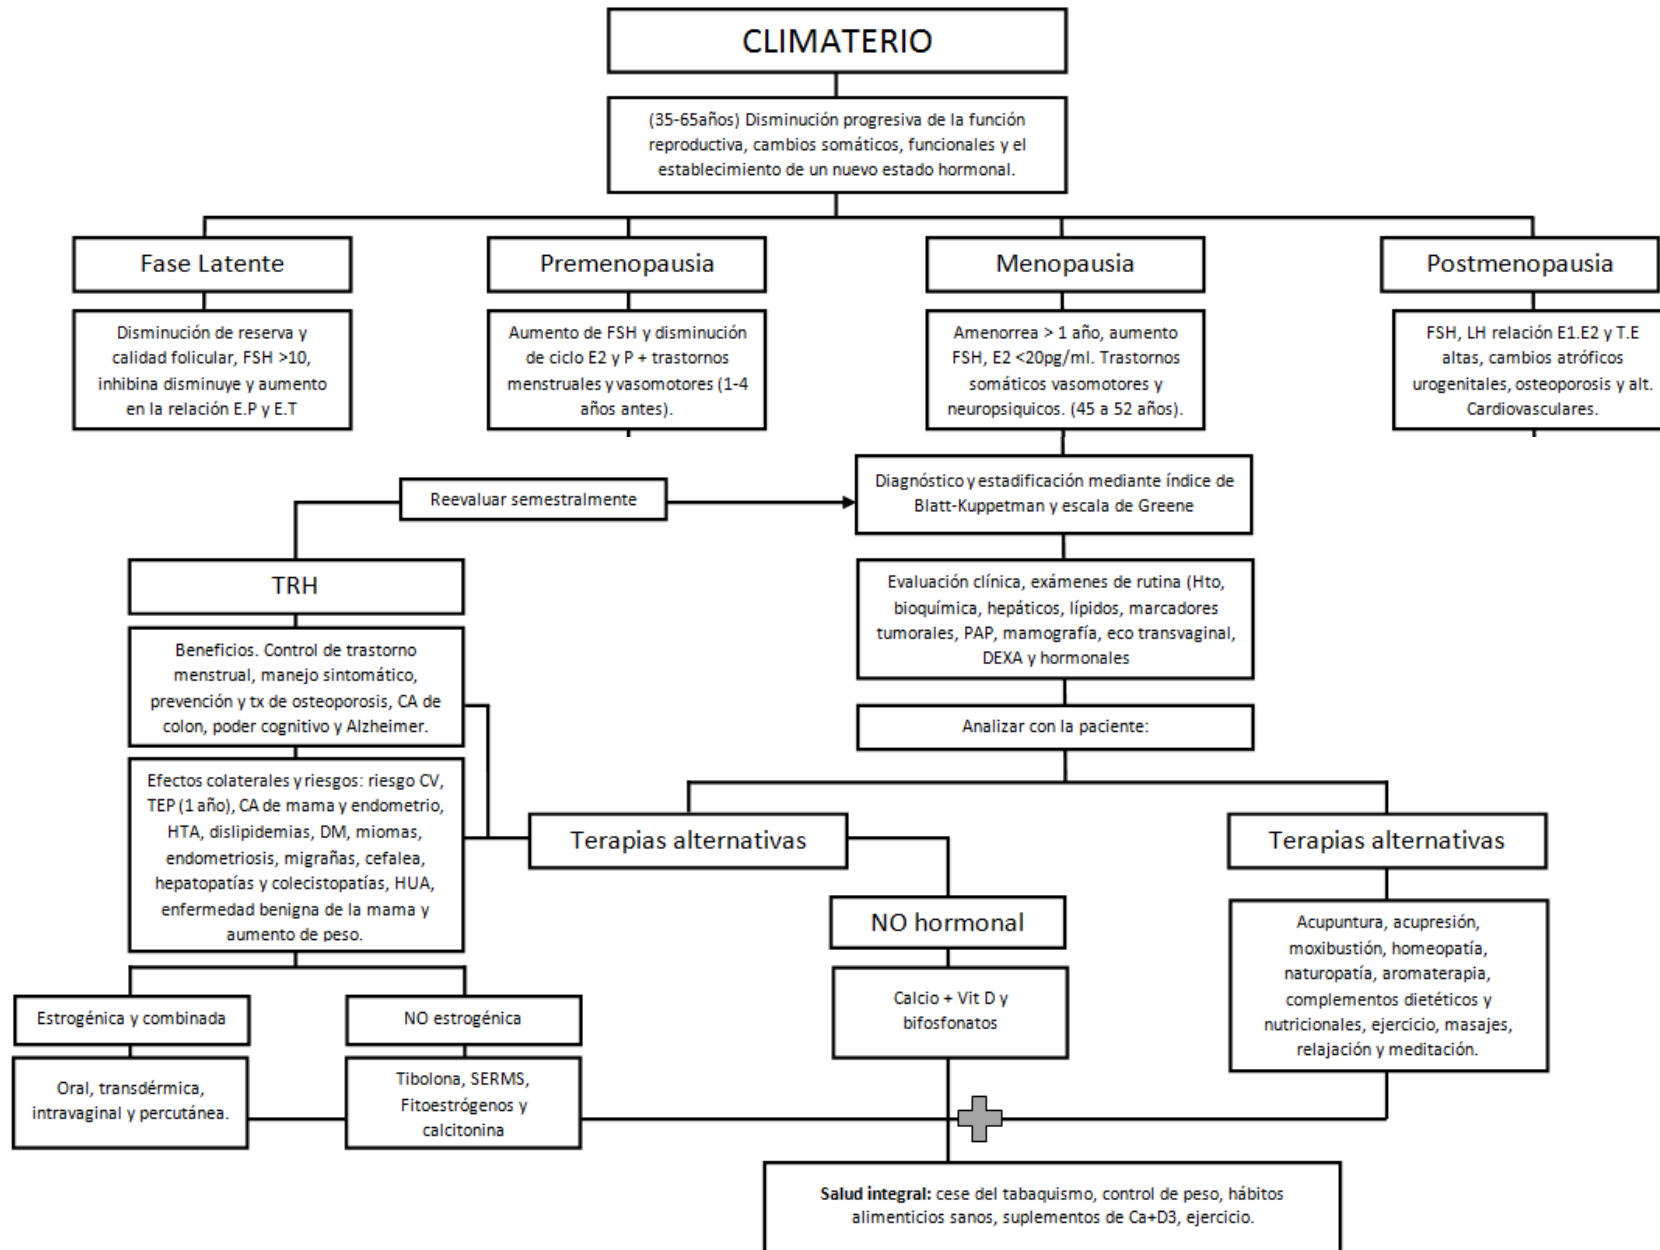 CLIMATERIO
(35-65años) Disminución progresiva de la función
reproductiva, cambios somáticos, funcionales y el
establecimiento de un nuevo estado hormonal.
Fase Latente
Premenopausia
Menopausia
Postmenopausia
Disminución de reserva y
calidad folicular, FSH >10,
inhibina disminuye y aumento
en la relación E.P y E.T
Aumento de FSH y disminución
de ciclo E2 y P + trastornos
menstruales y vasomotores (1-4
años antes).
Amenorrea > 1 año, aumento
FSH, E2 <20pg/ml. Trastornos
somáticos vasomotores y
neuropsiquicos. (45 a 52 años).
FSH, LH relación E1.E2 y T.E
altas, cambios atróficos
urogenitales, osteoporosis y alt.
Cardiovasculares.
Reevaluar semestralmente
Diagnóstico y estadificación mediante índice de
Blatt-Kuppetman y escala de Greene
TRH
Evaluación clínica, exámenes de rutina (Hto,
bioquímica, hepáticos, lípidos, marcadores
tumorales, PAP, mamografía, eco transvaginal,
DEXA y hormonales
Beneficios. Control de trastorno
menstrual, manejo sintomático,
prevención y tx de osteoporosis, CA de
colon, poder cognitivo y Alzheimer.
Analizar con la paciente:
Efectos colaterales y riesgos: riesgo CV,
TEP (1 año), CA de mama y endometrio,
HTA, dislipidemias, DM, miomas,
endometriosis, migrañas, cefalea,
hepatopatías y colecistopatías, HUA,
enfermedad benigna de la mama y
aumento de peso.
Terapias alternativas
Terapias alternativas
NO hormonal
Calcio + Vit D y
bifosfonatos
Acupuntura, acupresión,
moxibustión, homeopatía,
naturopatía, aromaterapia,
complementos dietéticos y
nutricionales, ejercicio, masajes,
relajación y meditación.
Estrogénica y combinada
NO estrogénica
Oral, transdérmica,
intravaginal y percutánea.
Tibolona, SERMS,
Fitoestrógenos y
calcitonina
Salud integral: cese del tabaquismo, control de peso, hábitos
alimenticios sanos, suplementos de Ca+D3, ejercicio.